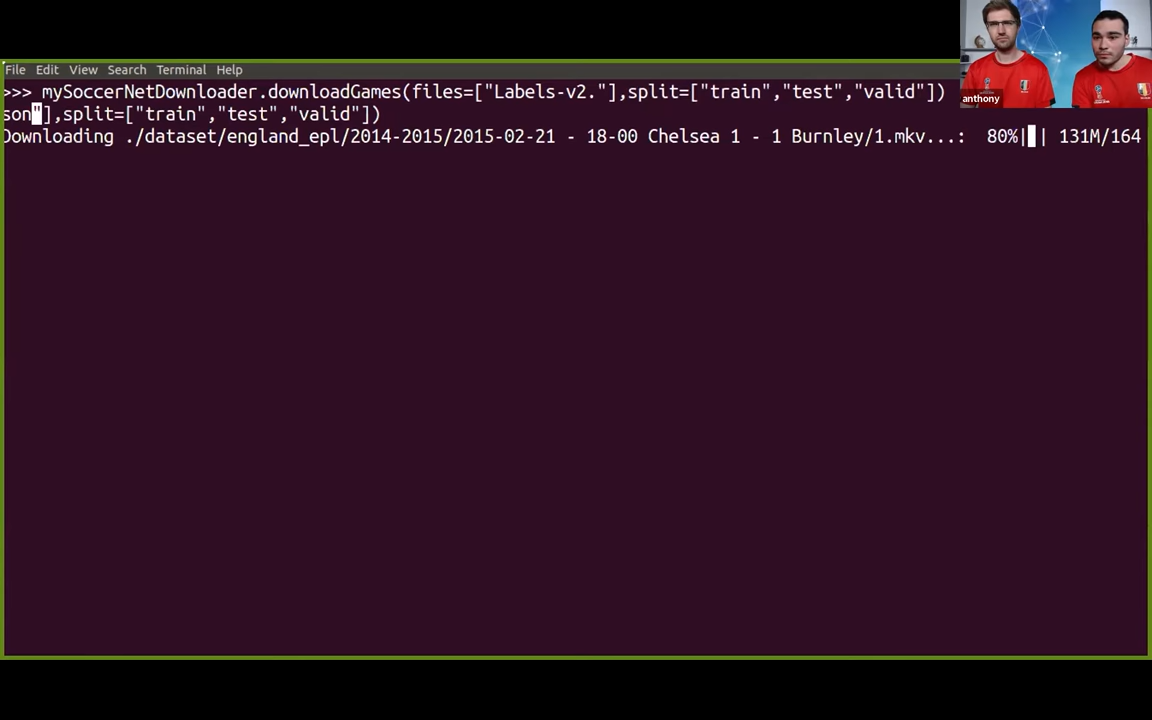 File Edit View Search Terminal Help
>>> mySoccerNetDownloader.downloadGames(files=["Labels-v2."],split=["train","test","valid"])
son"],split=["train","test","valid"])
Downloading ./dataset/england_epl/2014-2015/2015-02-21 - 18-00 Chelsea 1 - 1 Burnley/1.mkv...:  80%| | 131M/164
anthony